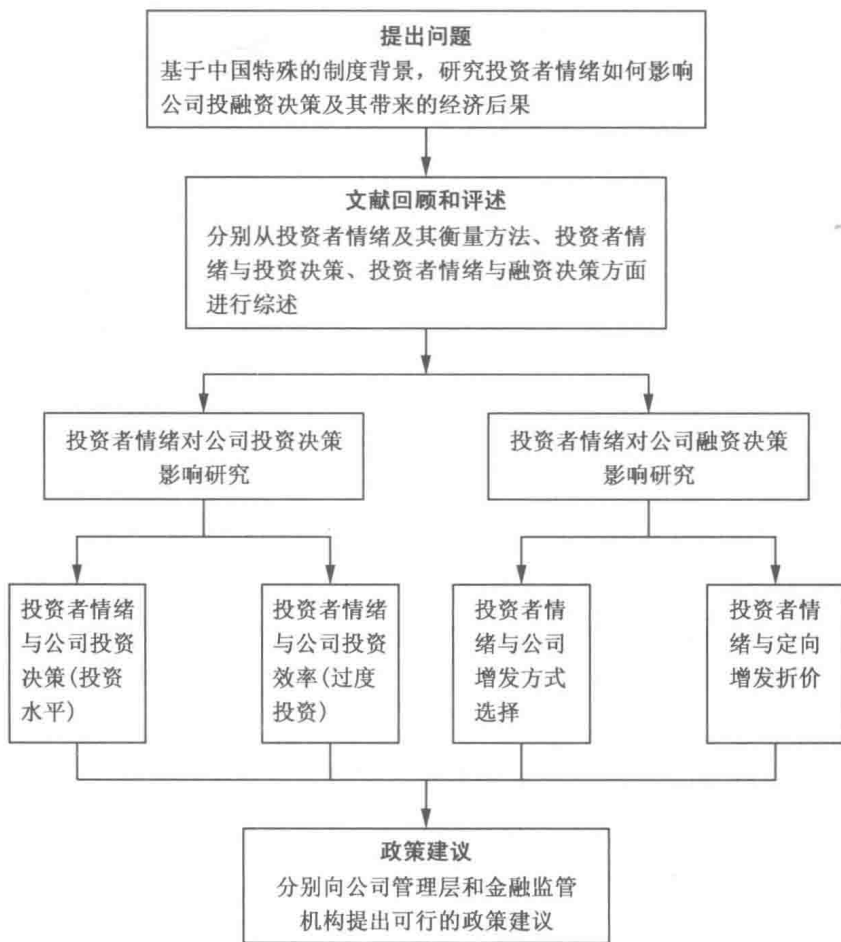 提出问题
基于中国特殊的制度背景，研究投资者情绪如何影响
公司投融资决策及其带来的经济后果
文献回顾和评述
分别从投资者情绪及其衡量方法、投资者情
绪与投资决策、投资者情绪与融资决策方面
进行综述
投资者情绪对公司投资决策
影响研究
投资者情绪对公司融资决策
影响研究
投资者情绪
与公司投资
决策(投资
水平)
投资者情绪
与公司投资
效率(过度
投资)
投资者情
绪与公司
增发方式
选择
投资者情
绪与定向
增发折价
政策建议
分别向公司管理层和金融监管
机构提出可行的政策建议